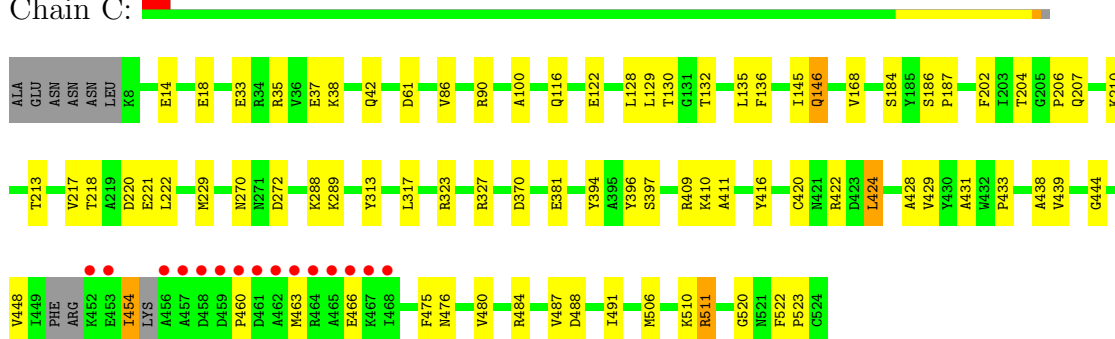 Chain C:
ALA GLU ASN ASN ASN LEU K8 E14 E18 E33 R34 R35 V36 E37 K38 Q42 D61 V86 R90 A100 Q116 E122 L128 L129 T130 G131 T132 L135 F136 I145 Q146 V168 S184 Y185 S186 P187 F202 I203 T204 G205 P206 Q207 K210
T213 V217 T218 A219 D220 E221 L222 M229 N270 N271 D272 K288 K289 Y313 L317 R323 R327 D370 E381 Y394 A395 Y396 S397 R409 K410 A411 Y416 C420 N421 R422 D423 L424 A428 V429 Y430 A431 W432 P433 A438 V439 G444
V448 I449 PHE ARG K452 E453 I454 LYS A456 A457 D458 D459 P460 D461 A462 M463 R464 A465 E466 K467 I468 F475 N476 V480 R484 V487 D488 I491 M506 K510 R511 G520 N521 F522 P523 C524